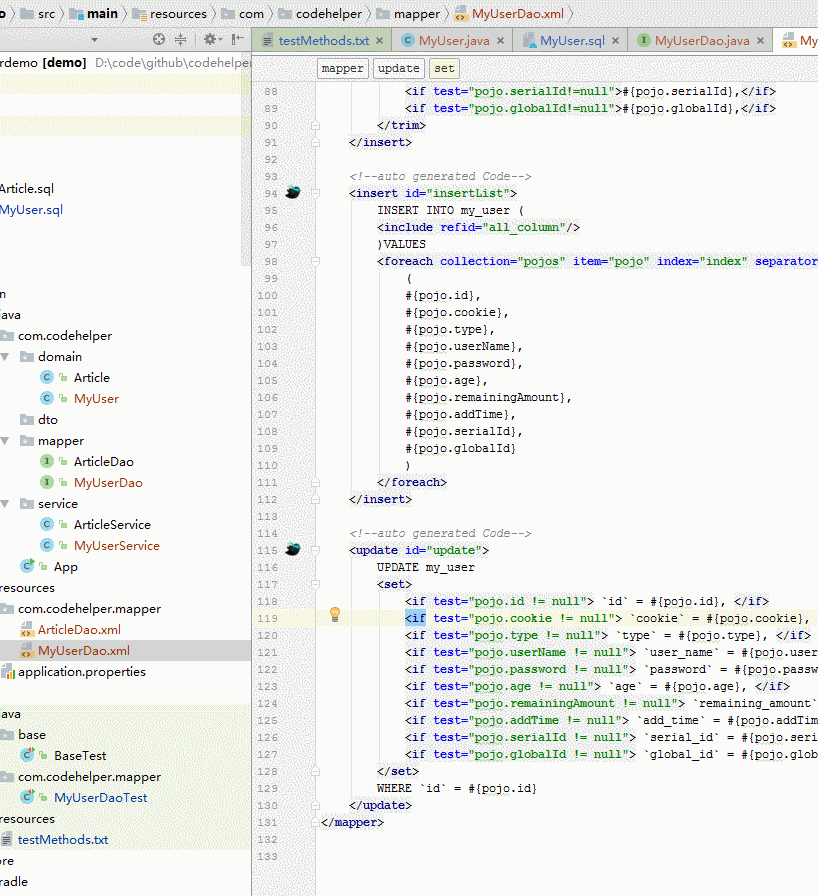 o src main resources com codehelper mapper MyUserDao.xml
testMethods.txt MyUser.java MyUser.sql MyUserDao.java My
rdemo [demo] D:\code\github\codehelper
mapper update set
Article.sql
MyUser.sql
n
ava
com.codehelper
domain
Article
MyUser
dto
mapper
ArticleDao
MyUserDao
service
ArticleService
MyUserService
App
resources
com.codehelper.mapper
ArticleDao.xml
MyUserDao.xml
application.properties
ava
base
BaseTest
com.codehelper.mapper
MyUserDaoTest
resources
testMethods.txt
ore
radle
88 <if test="pojo.serialId!=null">#{pojo.serialId},</if>
89 <if test="pojo.globalId!=null">#{pojo.globalId},</if>
90 </trim>
91 </insert>
92
93 <!--auto generated Code-->
94 <insert id="insertList">
95 INSERT INTO my_user (
96 <include refid="all_column"/>
97 )VALUES
98 <foreach collection="pojos" item="pojo" index="index" separator
99 (
100 #{pojo.id},
101 #{pojo.cookie},
102 #{pojo.type},
103 #{pojo.userName},
104 #{pojo.password},
105 #{pojo.age},
106 #{pojo.remainingAmount},
107 #{pojo.addTime},
108 #{pojo.serialId},
109 #{pojo.globalId}
110 )
111 </foreach>
112 </insert>
113
114 <!--auto generated Code-->
115 <update id="update">
116 UPDATE my_user
117 <set>
118 <if test="pojo.id != null"> `id` = #{pojo.id}, </if>
119 <if test="pojo.cookie != null"> `cookie` = #{pojo.cookie},
120 <if test="pojo.type != null"> `type` = #{pojo.type}, </if>
121 <if test="pojo.userName != null"> `user_name` = #{pojo.user
122 <if test="pojo.password != null"> `password` = #{pojo.passw
123 <if test="pojo.age != null"> `age` = #{pojo.age}, </if>
124 <if test="pojo.remainingAmount != null"> `remaining_amount`
125 <if test="pojo.addTime != null"> `add_time` = #{pojo.addTim
126 <if test="pojo.serialId != null"> `serial_id` = #{pojo.seri
127 <if test="pojo.globalId != null"> `global_id` = #{pojo.glob
128 </set>
129 WHERE `id` = #{pojo.id}
130 </update>
131 </mapper>
132
133